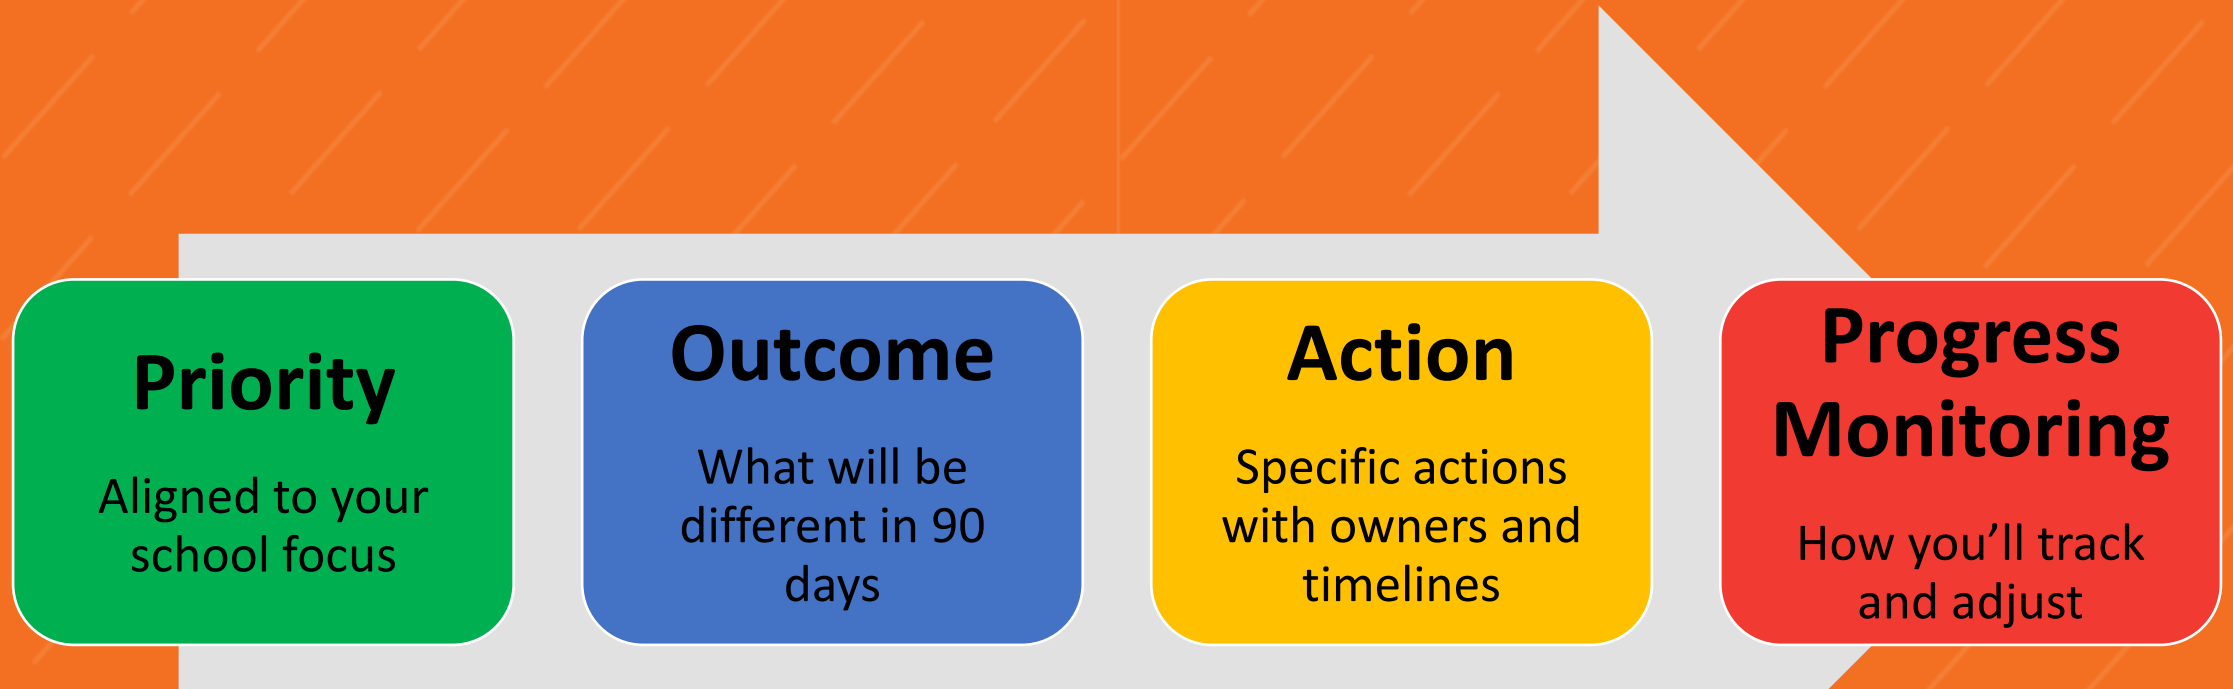 Priority
Aligned to your
school focus
Outcome
What will be
different in 90
days
Action
Specific actions
with owners and
timelines
Progress
Monitoring
How you’ll track
and adjust